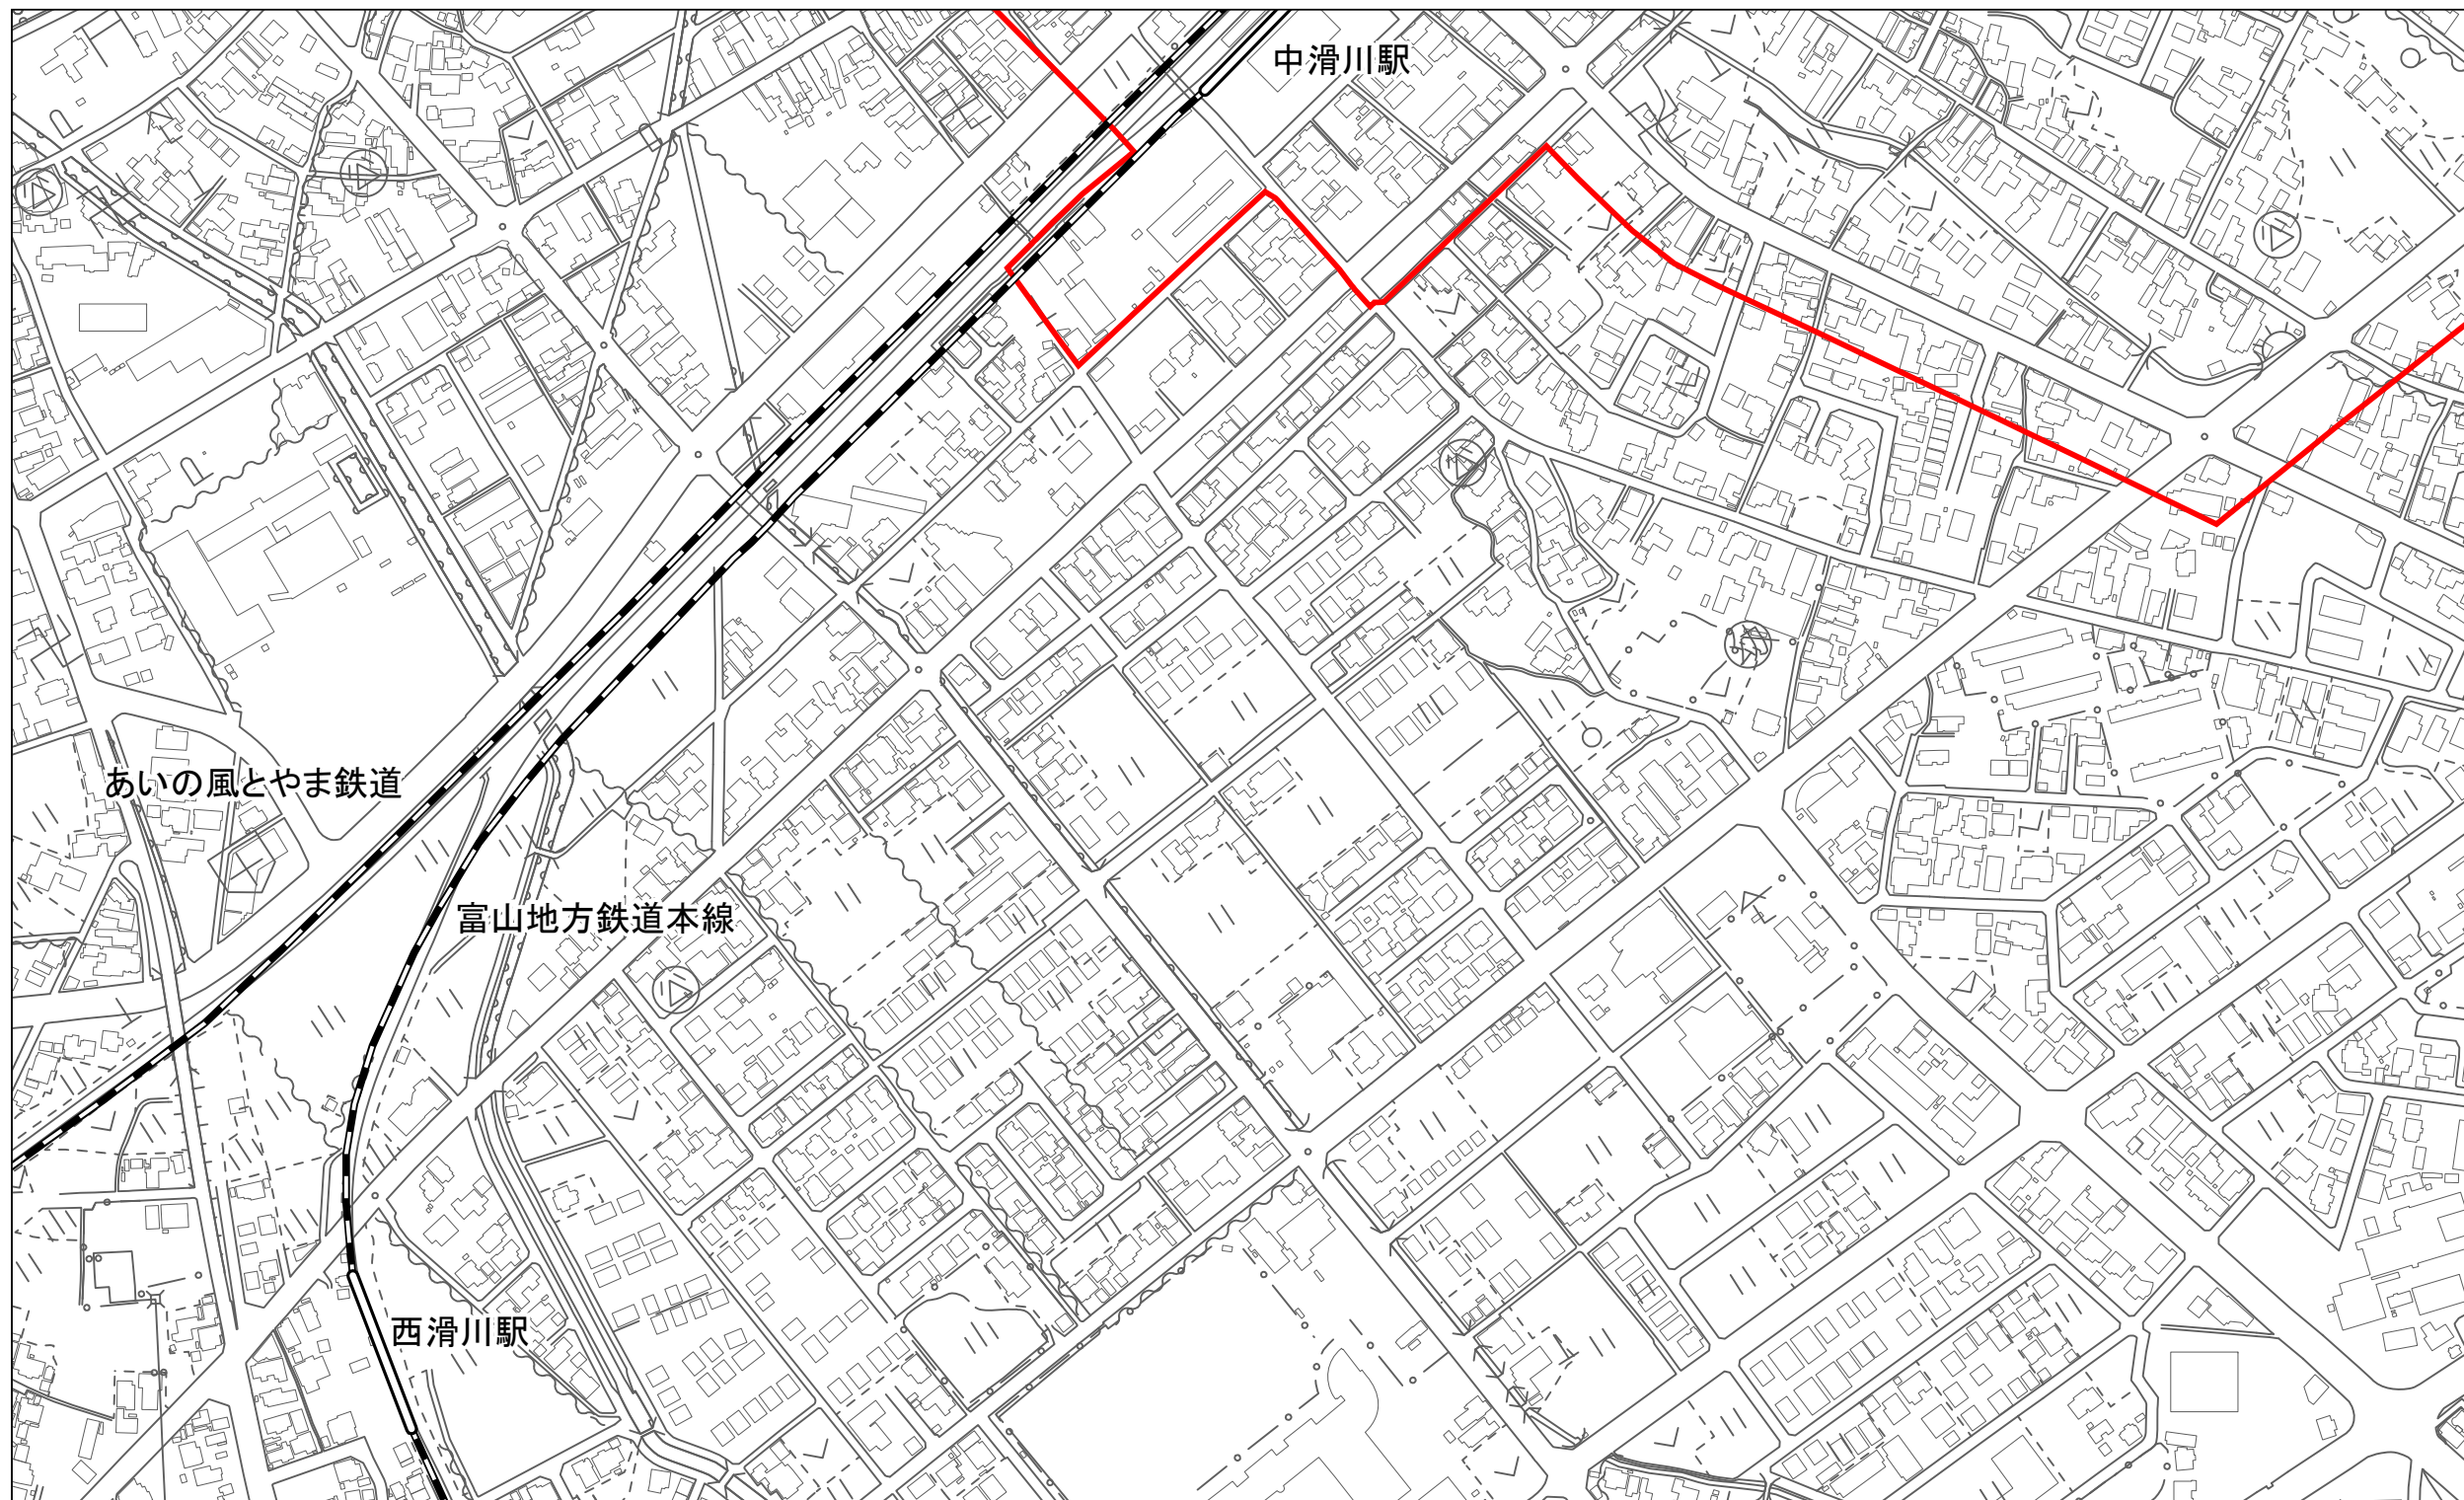 中滑川駅
あいの風とやま鉄道
富山地方鉄道本線
西滑川駅